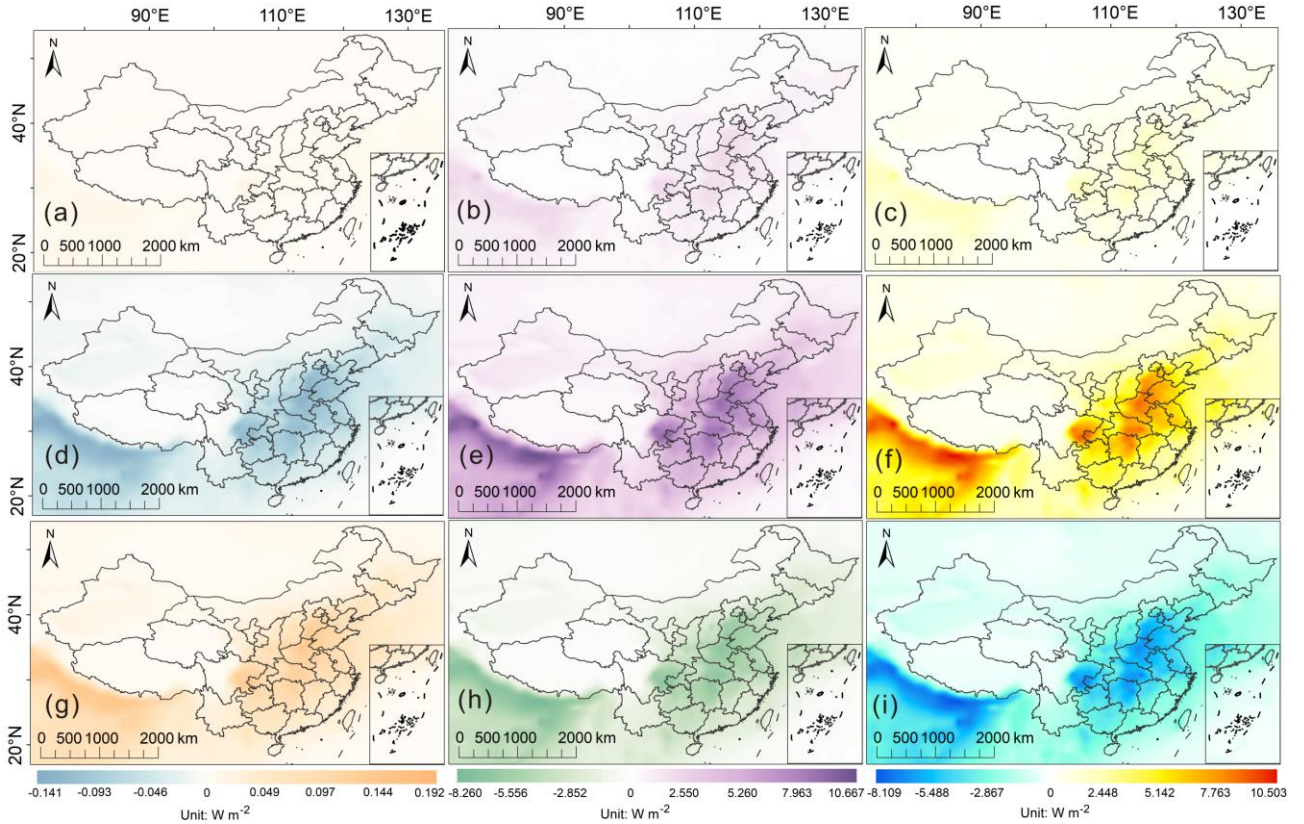 90°E 110°E 130°E 90°E 110°E 130°E 90°E 110°E 130°E
N N N
40°N
(a) (b) (c)
0 500 1000 2000 km 0 500 1000 2000 km 0 500 1000 2000 km
20°N
N N N
40°N
(d) (e) (f)
0 500 1000 2000 km 0 500 1000 2000 km 0 500 1000 2000 km
20°N
N N N
40°N
(g) (h) (i)
0 500 1000 2000 km 0 500 1000 2000 km 0 500 1000 2000 km
20°N
-0.141 -0.093 -0.046 0 0.049 0.097 0.144 0.192 -8.260 -5.556 -2.852 0 2.550 5.260 7.963 10.667 -8.109 -5.488 -2.867 0 2.448 5.142 7.763 10.503
Unit: W m⁻² Unit: W m⁻² Unit: W m⁻²